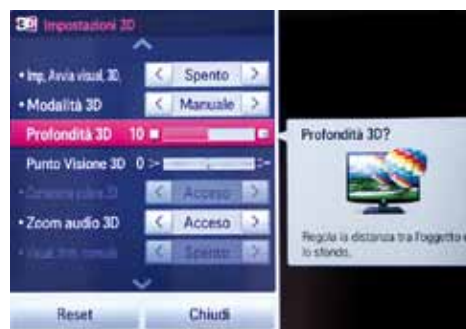 3D Impostazioni 3D
• Imp. Avvia visual. 3D. < Spento >
• Modalità 3D < Manuale >
Profondità 3D 10
Punto Visione 3D 0
Acceso
• Zoom audio 3D < Acceso >
Spento
Reset Chiudi
Profondità 3D?
Regola la distanza tra l'oggetto e
lo sfondo.